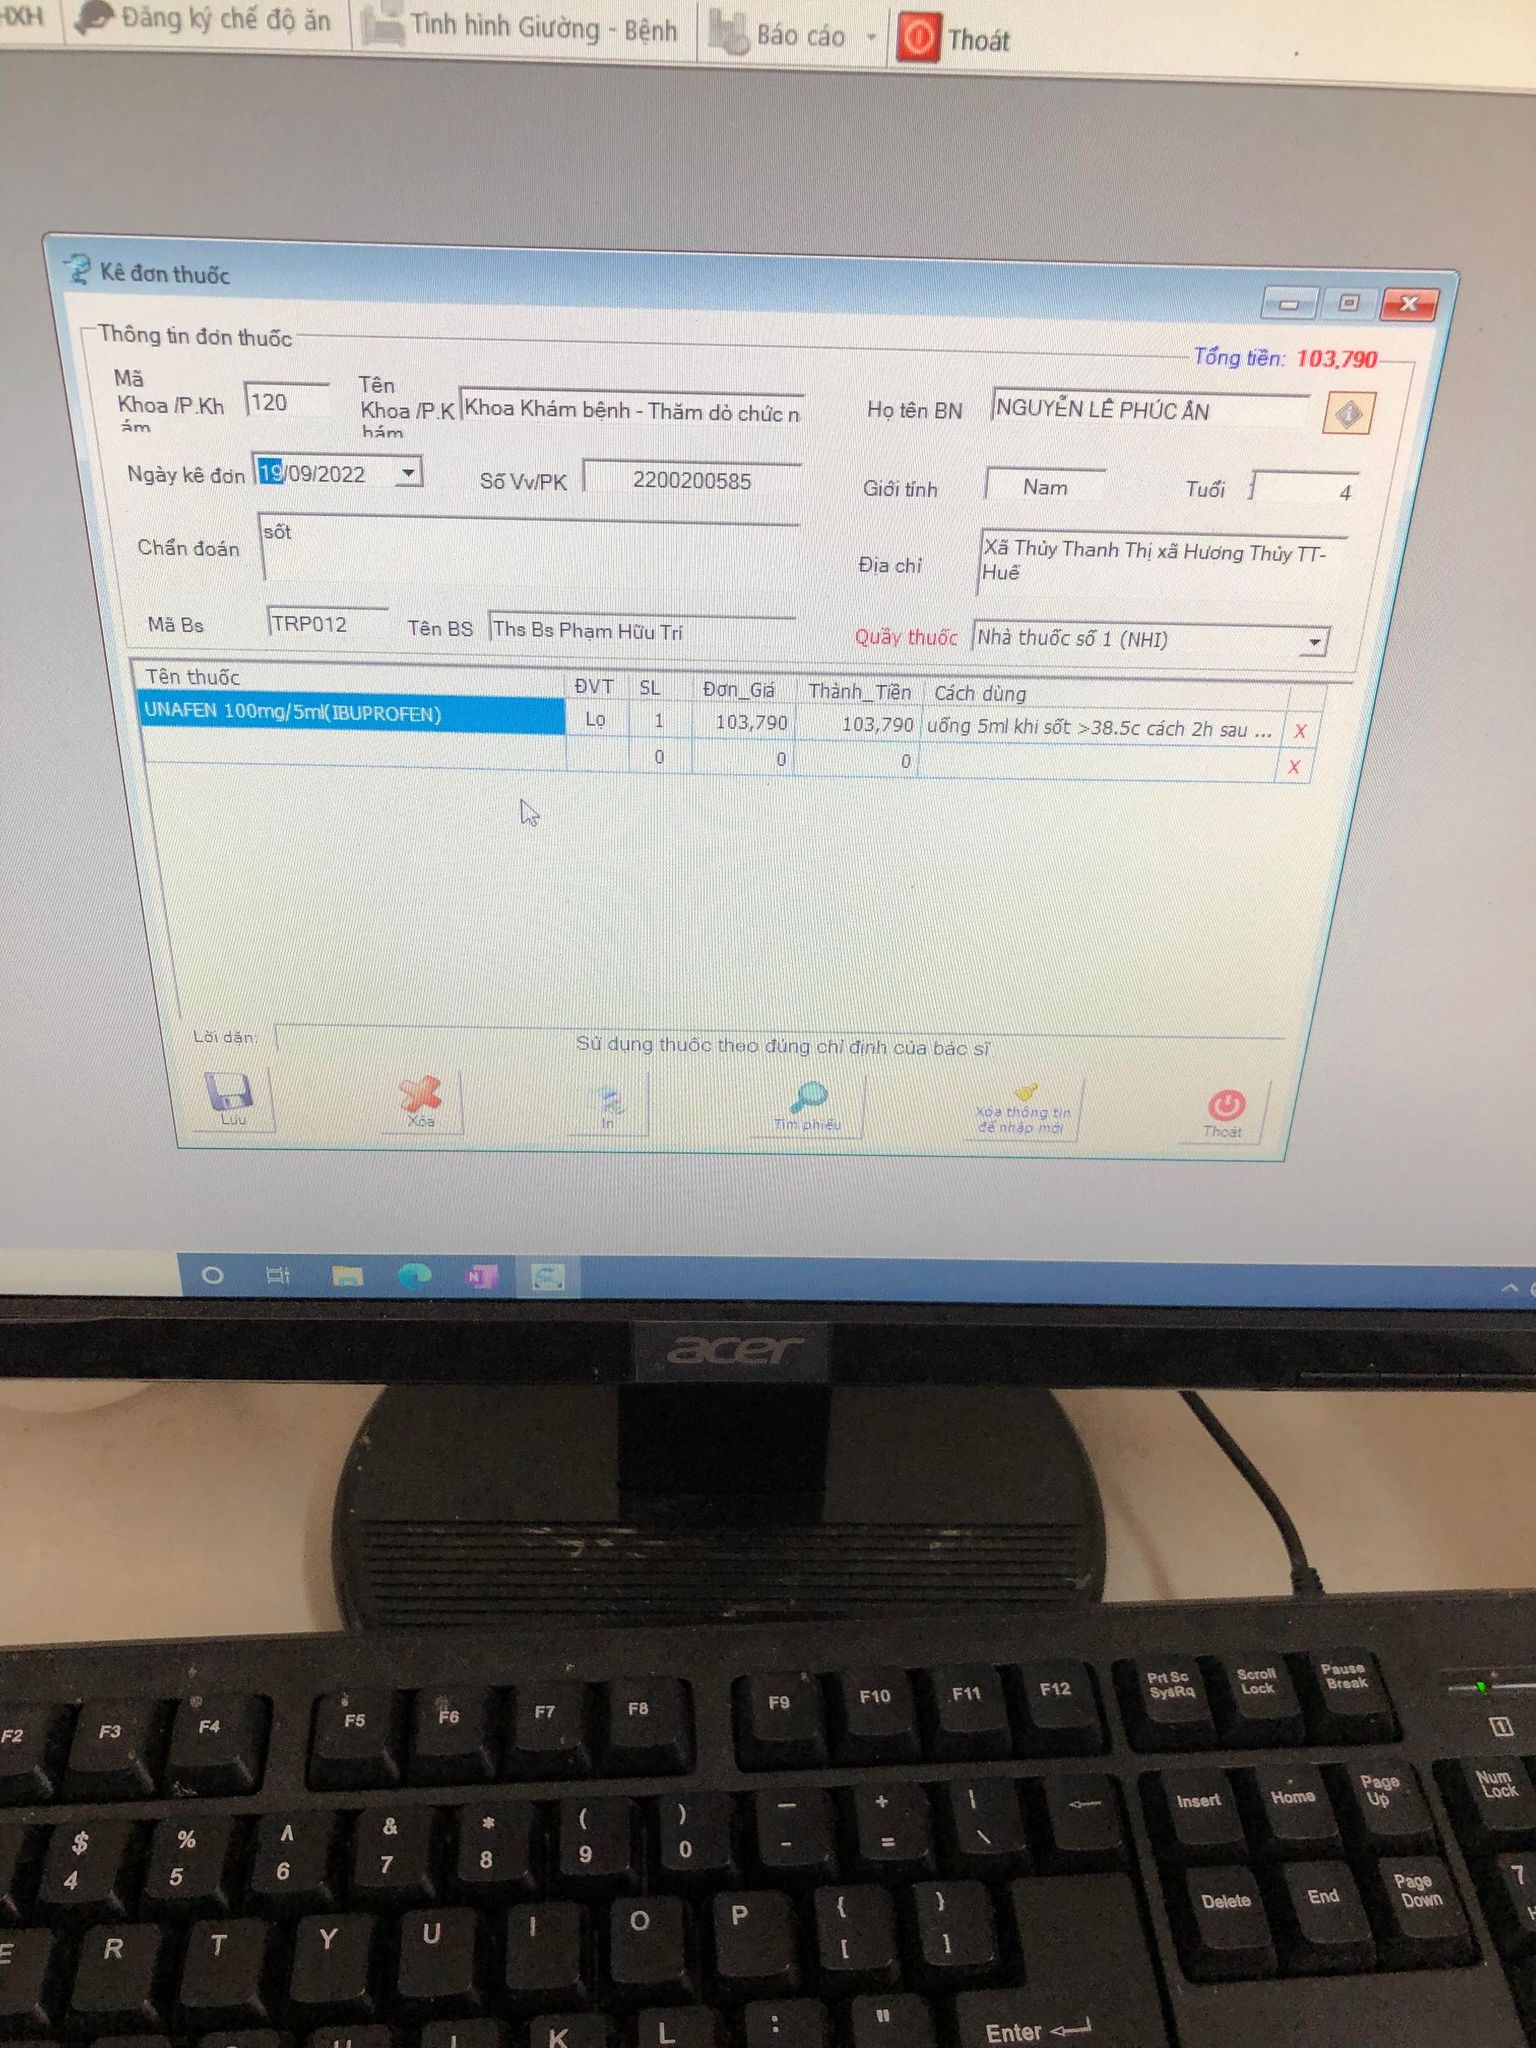 HXH Đăng ký chế độ ăn Tình hình Giường - Bệnh Báo cáo Thoát
Kê đơn thuốc
Thông tin đơn thuốc
Tổng tiền: 103,790
Mã Khoa /P.Khám 120
Tên Khoa /P.Khám Khoa Khám bệnh - Thăm dò chức n
Họ tên BN NGUYỄN LÊ PHÚC ÂN
Ngày kê đơn 19/09/2022 Số Vv/PK 2200200585 Giới tính Nam Tuổi 4
Chẩn đoán sốt
Địa chỉ Xã Thủy Thanh Thị xã Hương Thủy TT-
Huế
Mã Bs TRP012 Tên BS Ths Bs Phạm Hữu Trí Quầy thuốc Nhà thuốc số 1 (NHI)
Tên thuốc ĐVT SL Đơn_Giá Thành_Tiền Cách dùng
UNAFEN 100mg/5ml(IBUPROFEN) Lọ 1 103,790 103,790 uống 5ml khi sốt >38.5c cách 2h sau ... X
0 0 0 X
Lời dặn: Sử dụng thuốc theo đúng chỉ định của bác sĩ
Lưu Xóa In Tìm phiếu Xóa thông tin Thoát
để nhập mới
acer
F2 F3 F4 F5 F6 F7 F8 F9 F10 F11 F12 Prt Sc SysRq Scroll Lock Pause Break
1
$ 4 % 5 ^ 6 & 7 * 8 ( 9 ) 0 _ - + = | \ Insert Home Page Up Num Lock
E R T Y U I O P { [ } ] Delete End Page Down 7
K L : "
Enter